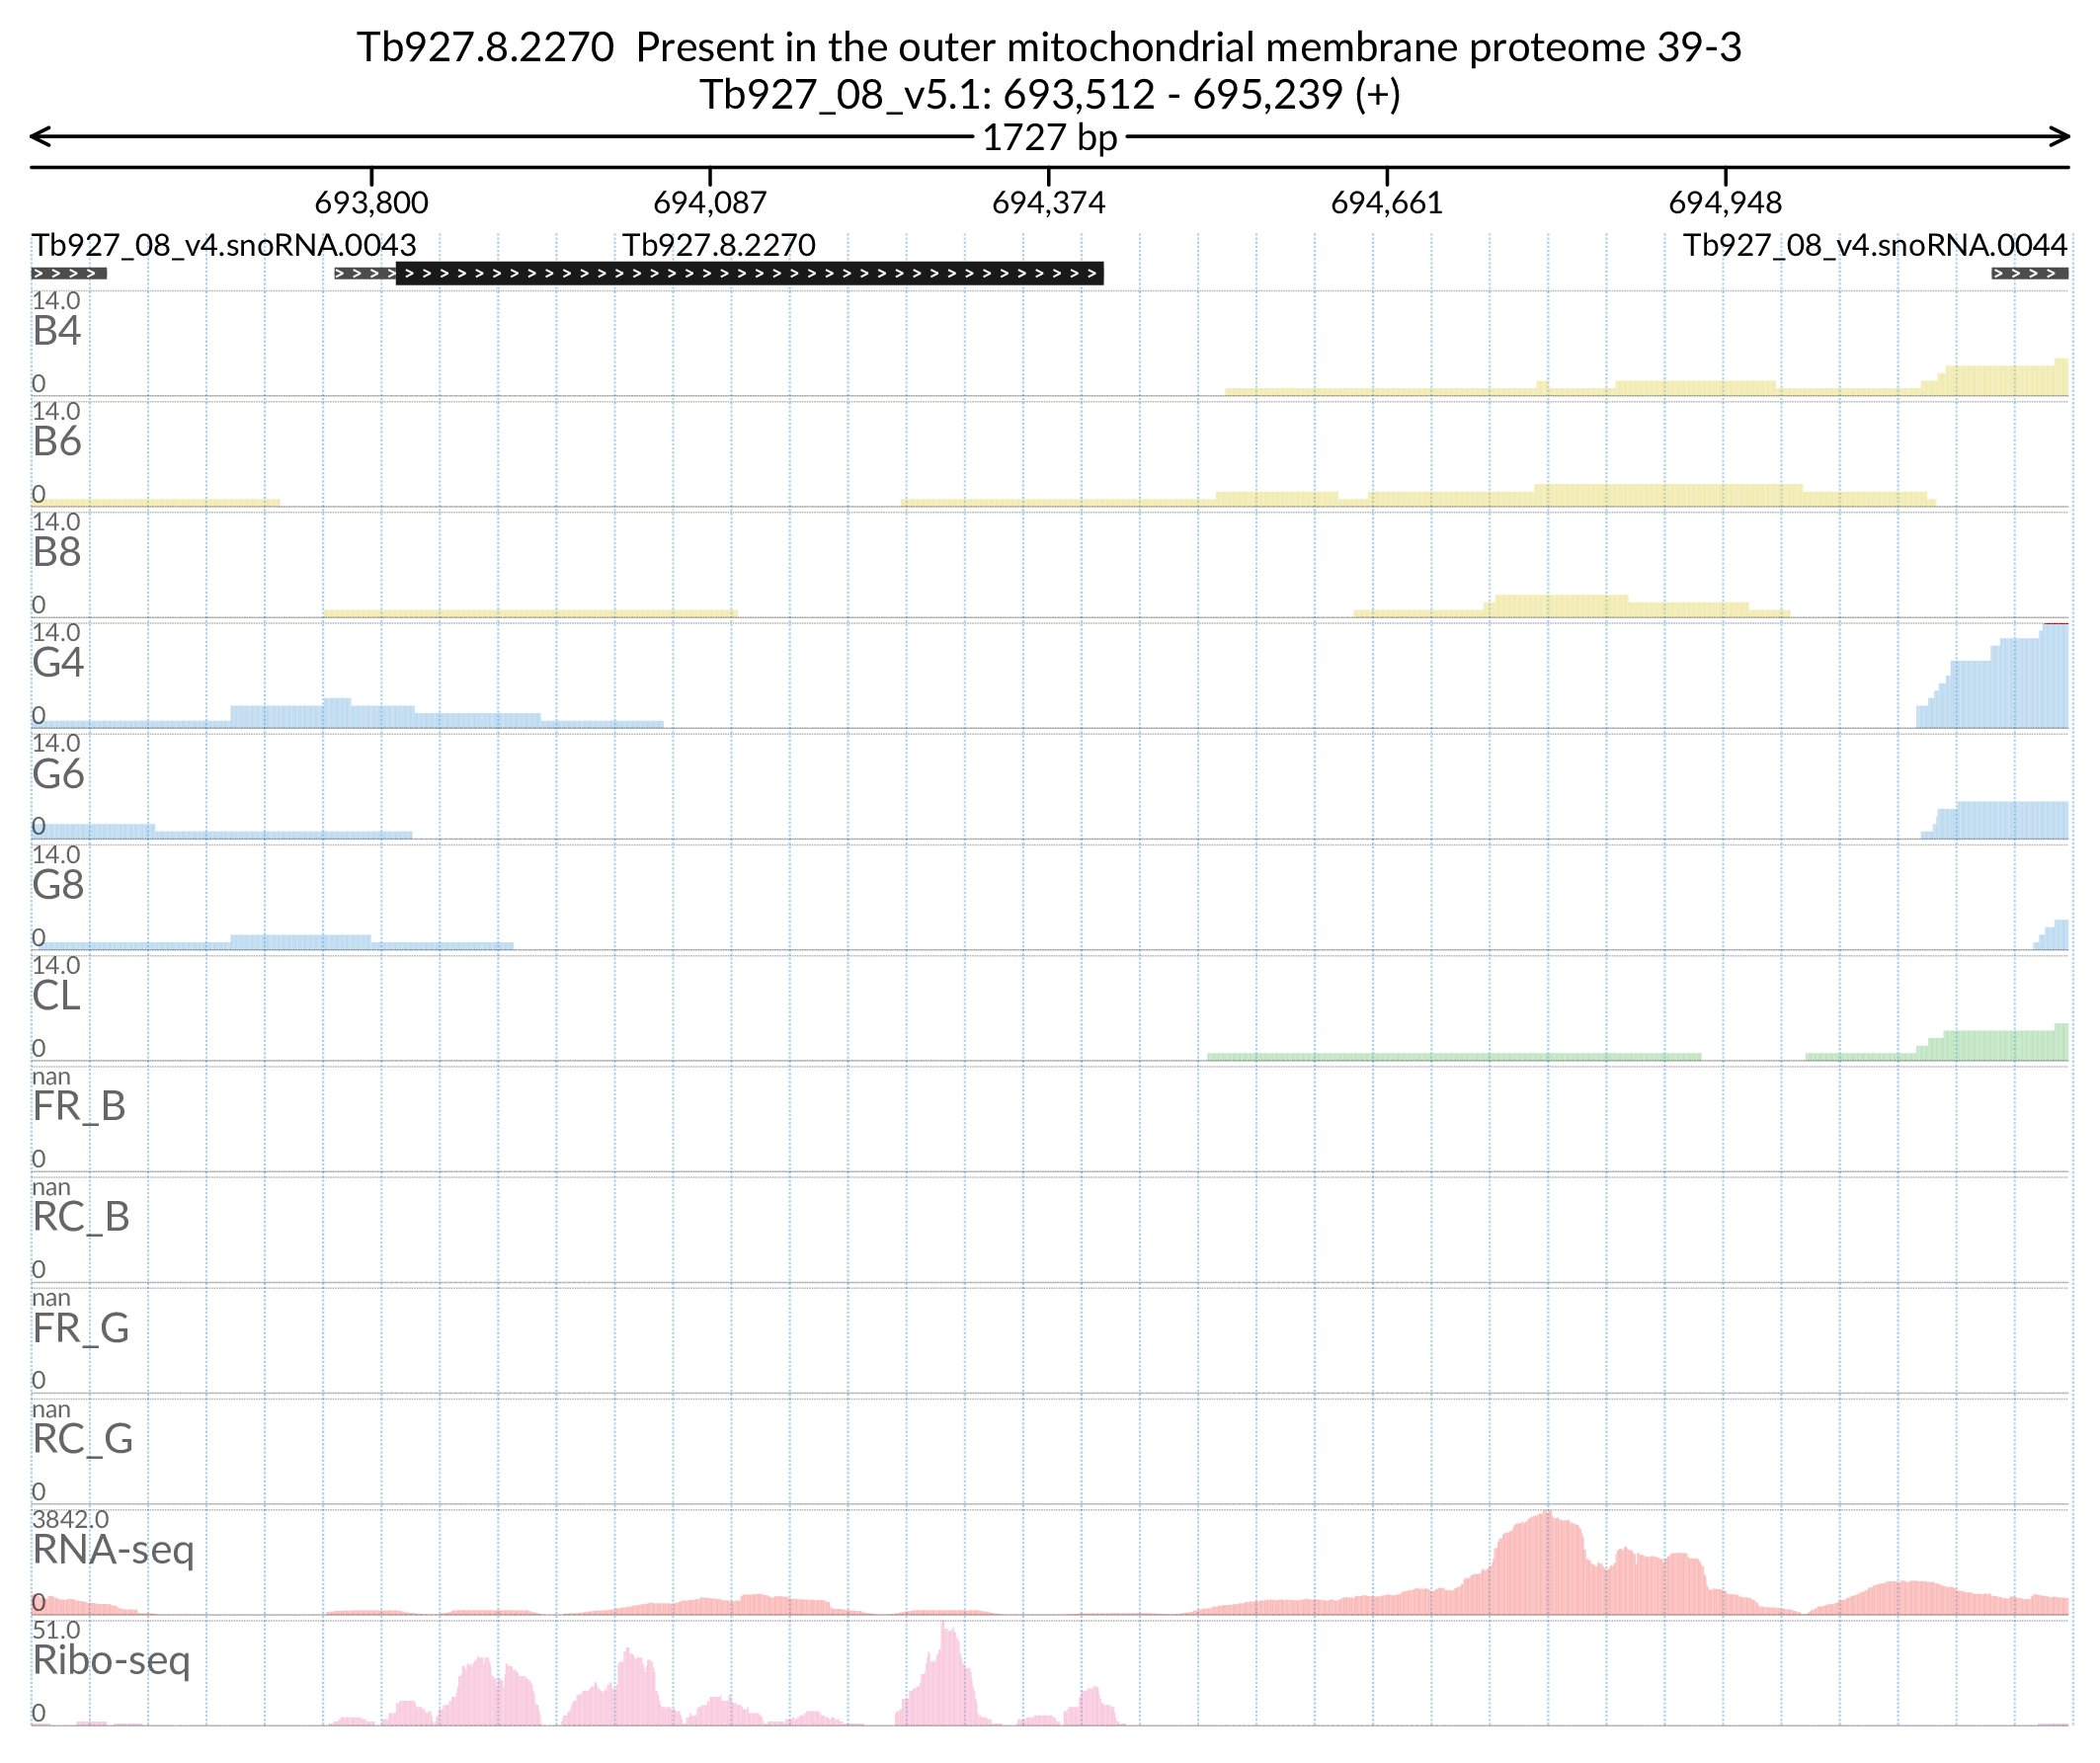 Tb927.8.2270  Present in the outer mitochondrial membrane proteome 39-3
Tb927_08_v5.1: 693,512 - 695,239 (+)
1727 bp
693,800 694,087 694,374 694,661 694,948
Tb927_08_v4.snoRNA.0043 Tb927.8.2270 Tb927_08_v4.snoRNA.0044
14.0
B4
0
14.0
B6
0
14.0
B8
0
14.0
G4
0
14.0
G6
0
14.0
G8
0
14.0
CL
0
nan
FR_B
0
nan
RC_B
0
nan
FR_G
0
nan
RC_G
0
3842.0
RNA-seq
0
51.0
Ribo-seq
0